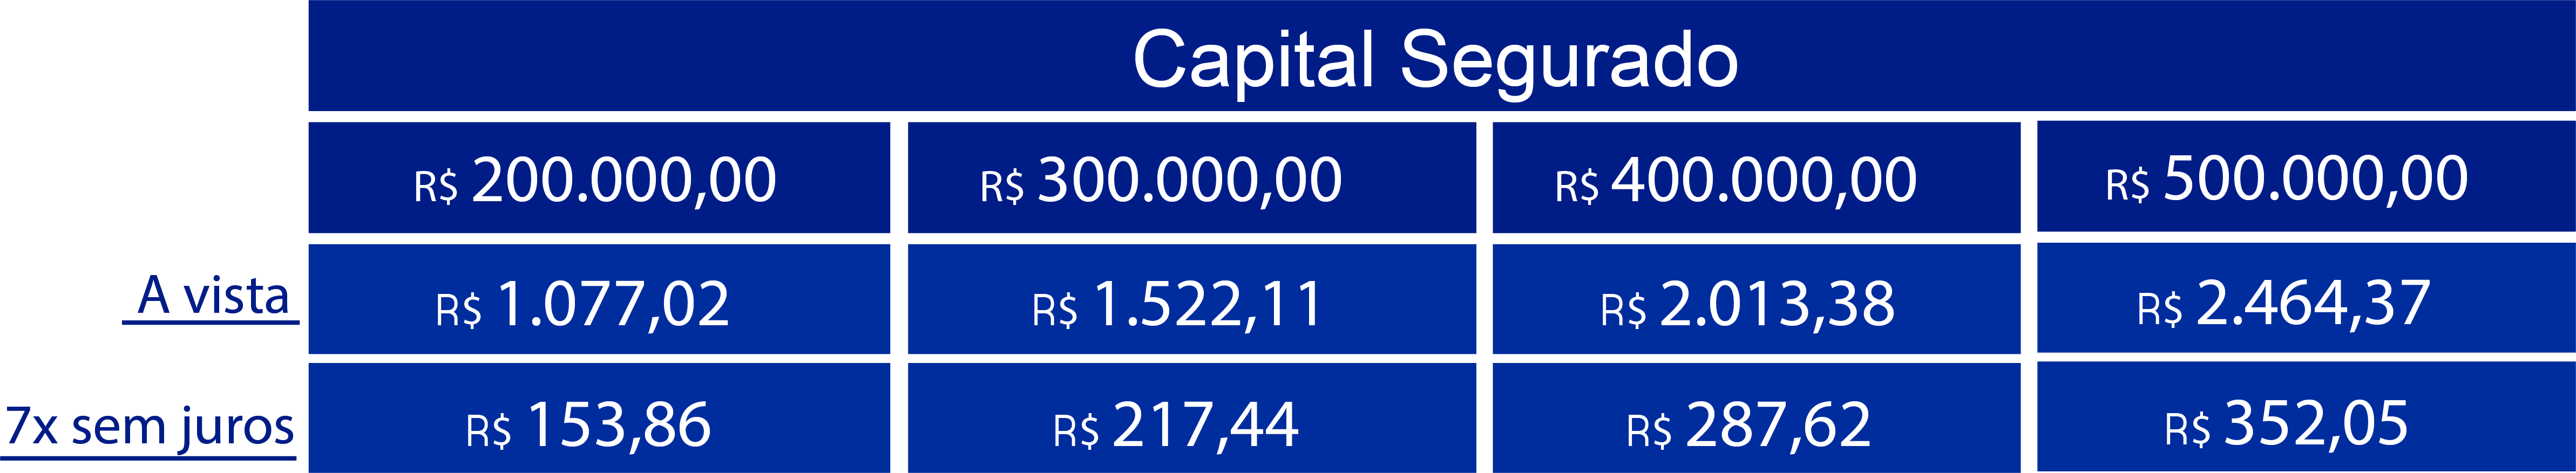 Capital Segurado
R$ 200.000,00 R$ 300.000,00 R$ 400.000,00 R$ 500.000,00
A vista R$ 1.077,02 R$ 1.522,11 R$ 2.013,38 R$ 2.464,37
7x sem juros R$ 153,86 R$ 217,44 R$ 287,62 R$ 352,05